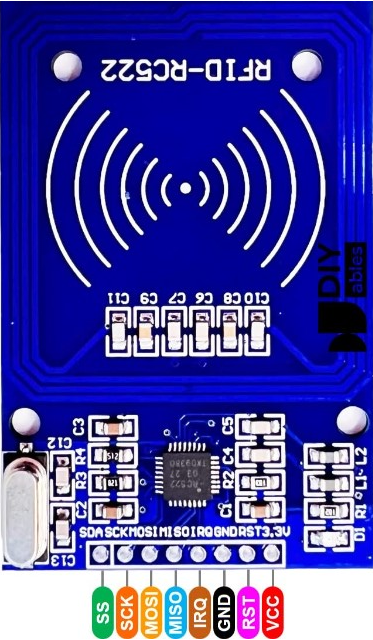 RFID-RC522
DIY
ables
C11 C9 C7 C6 C8 C10
C12
C3
R4
R3
C2
C13
C5
C4
R2
C1
L2
L1
R1
D1
RC522
SDA SCK MOSI MISO IRQ GND RST 3.3V
SS
SCK
MOSI
MISO
IRQ
GND
RST
VCC